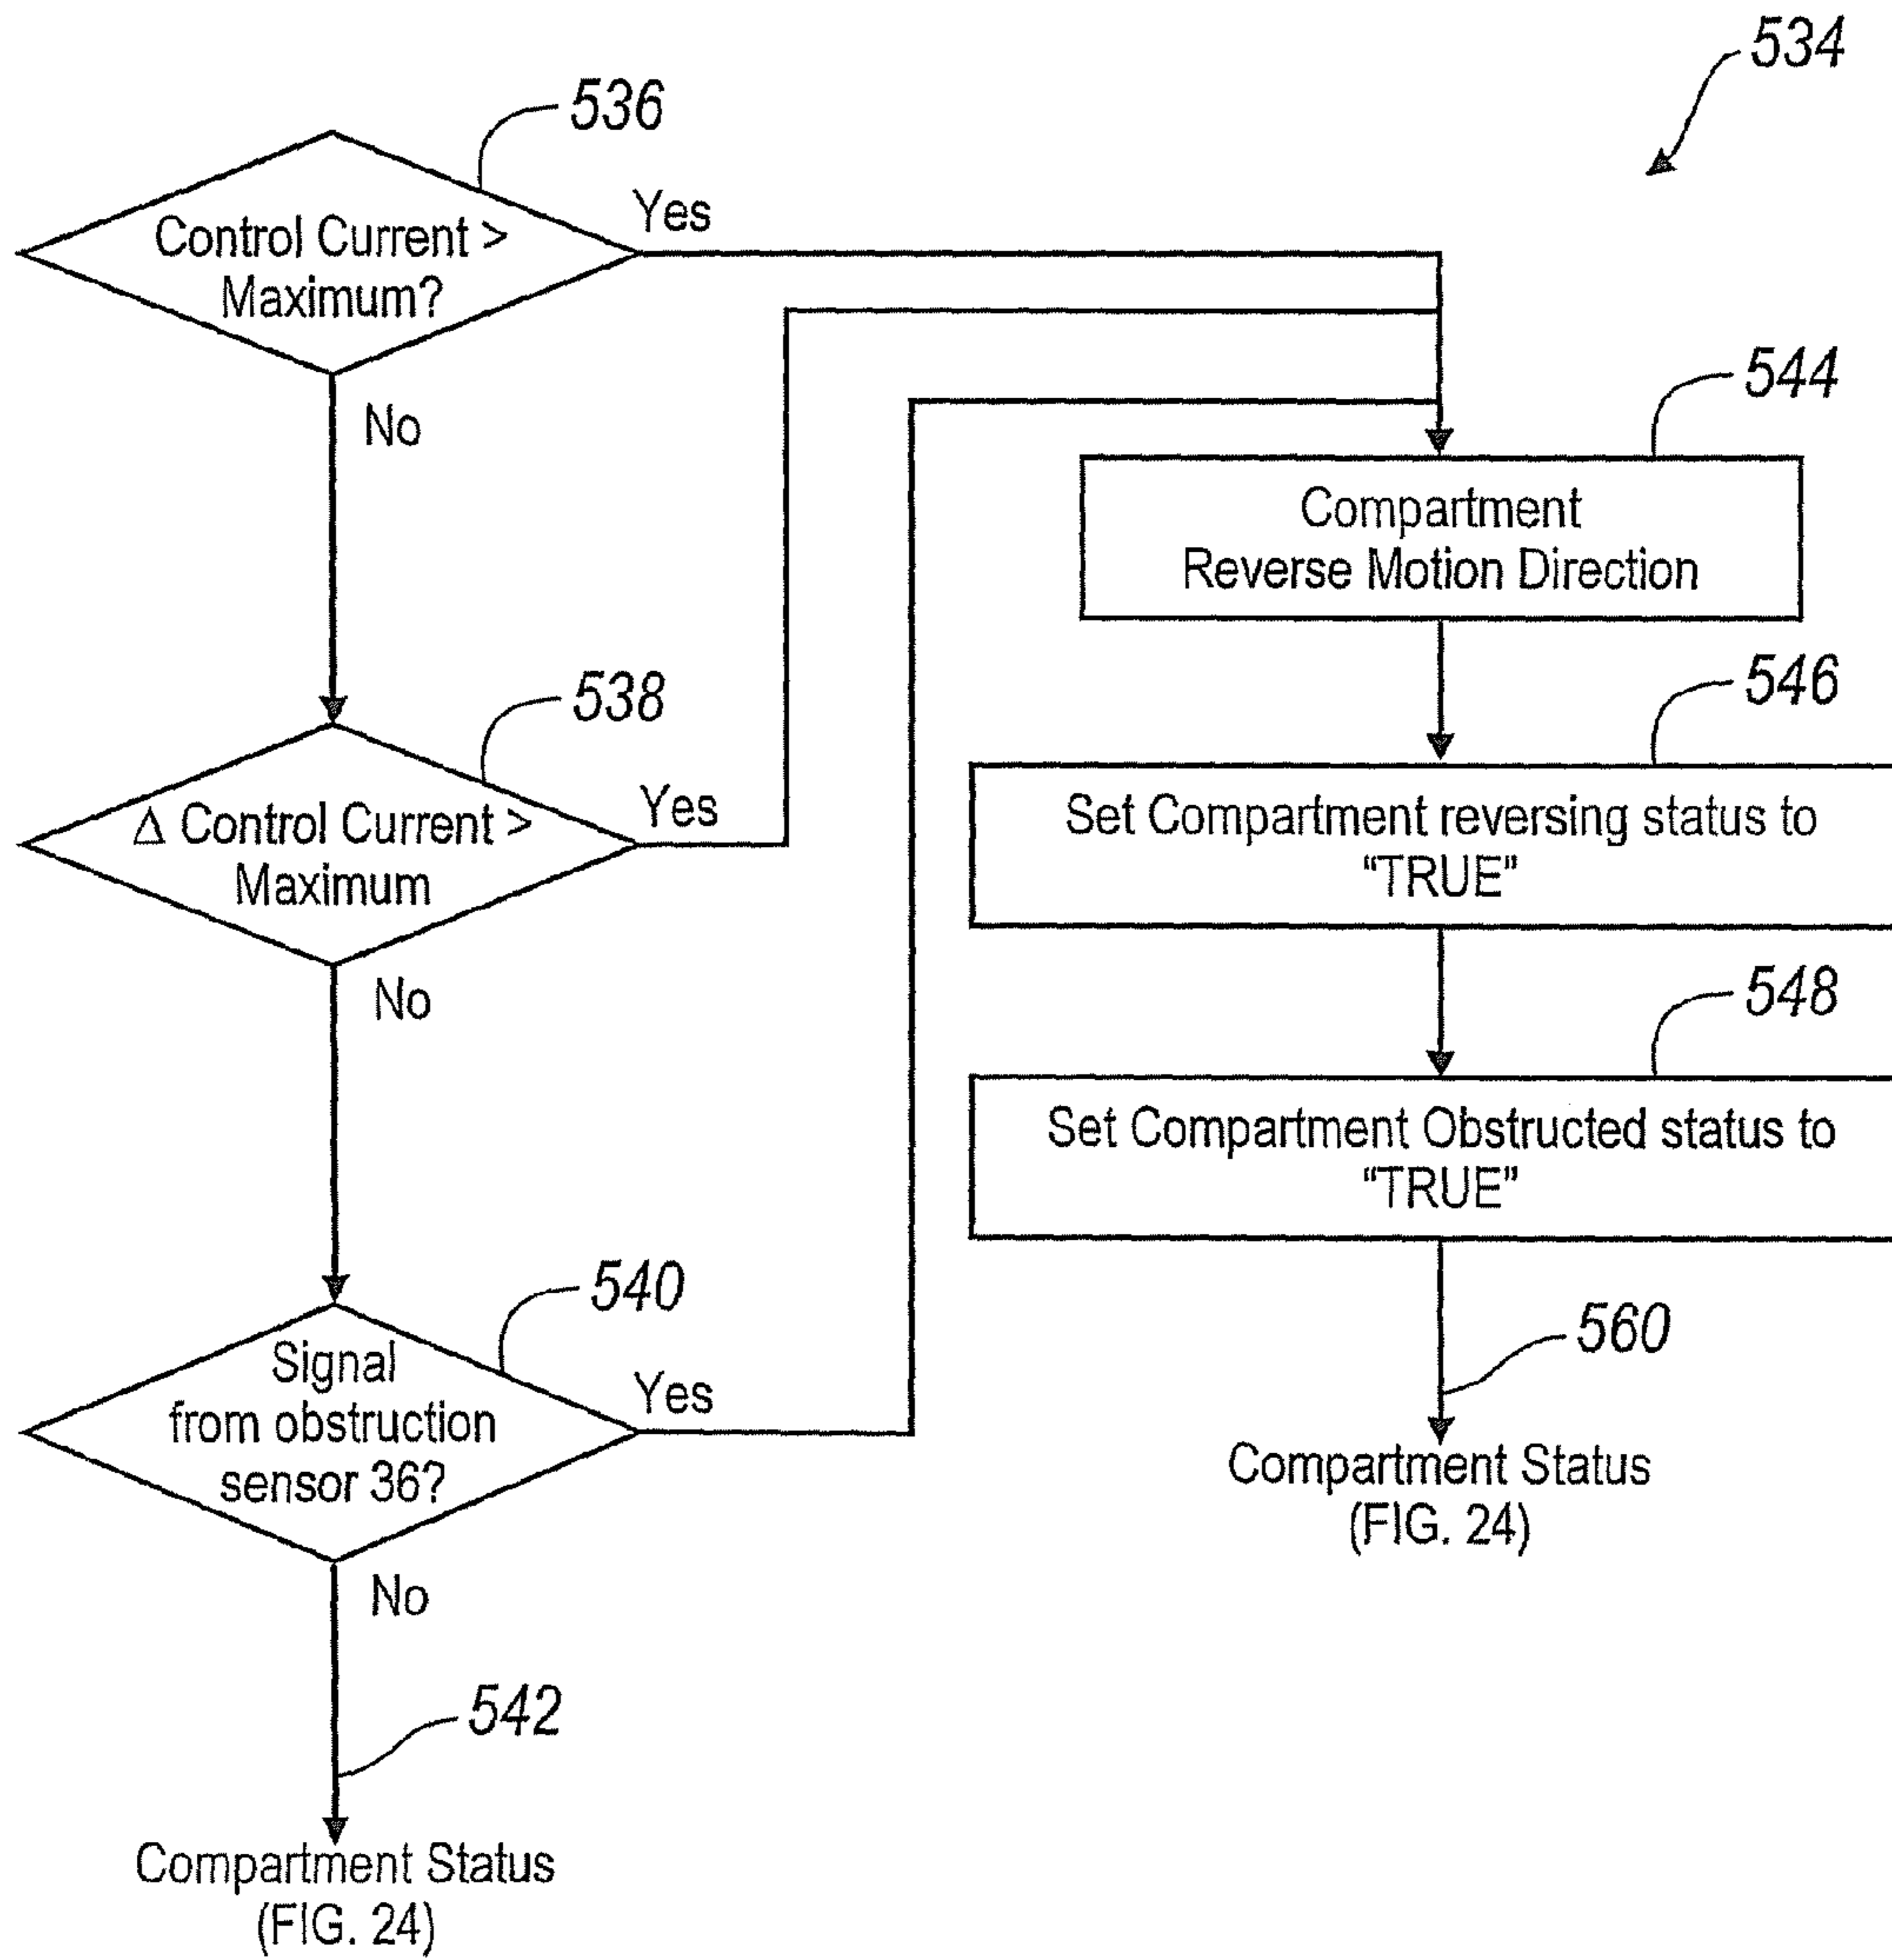 534
536
Control Current >
Maximum?
Yes
No
538
Δ Control Current >
Maximum
Yes
No
540
Signal
from obstruction
sensor 36?
Yes
No
542
Compartment Status
(FIG. 24)
544
Compartment
Reverse Motion Direction
546
Set Compartment reversing status to
“TRUE”
548
Set Compartment Obstructed status to
“TRUE”
560
Compartment Status
(FIG. 24)